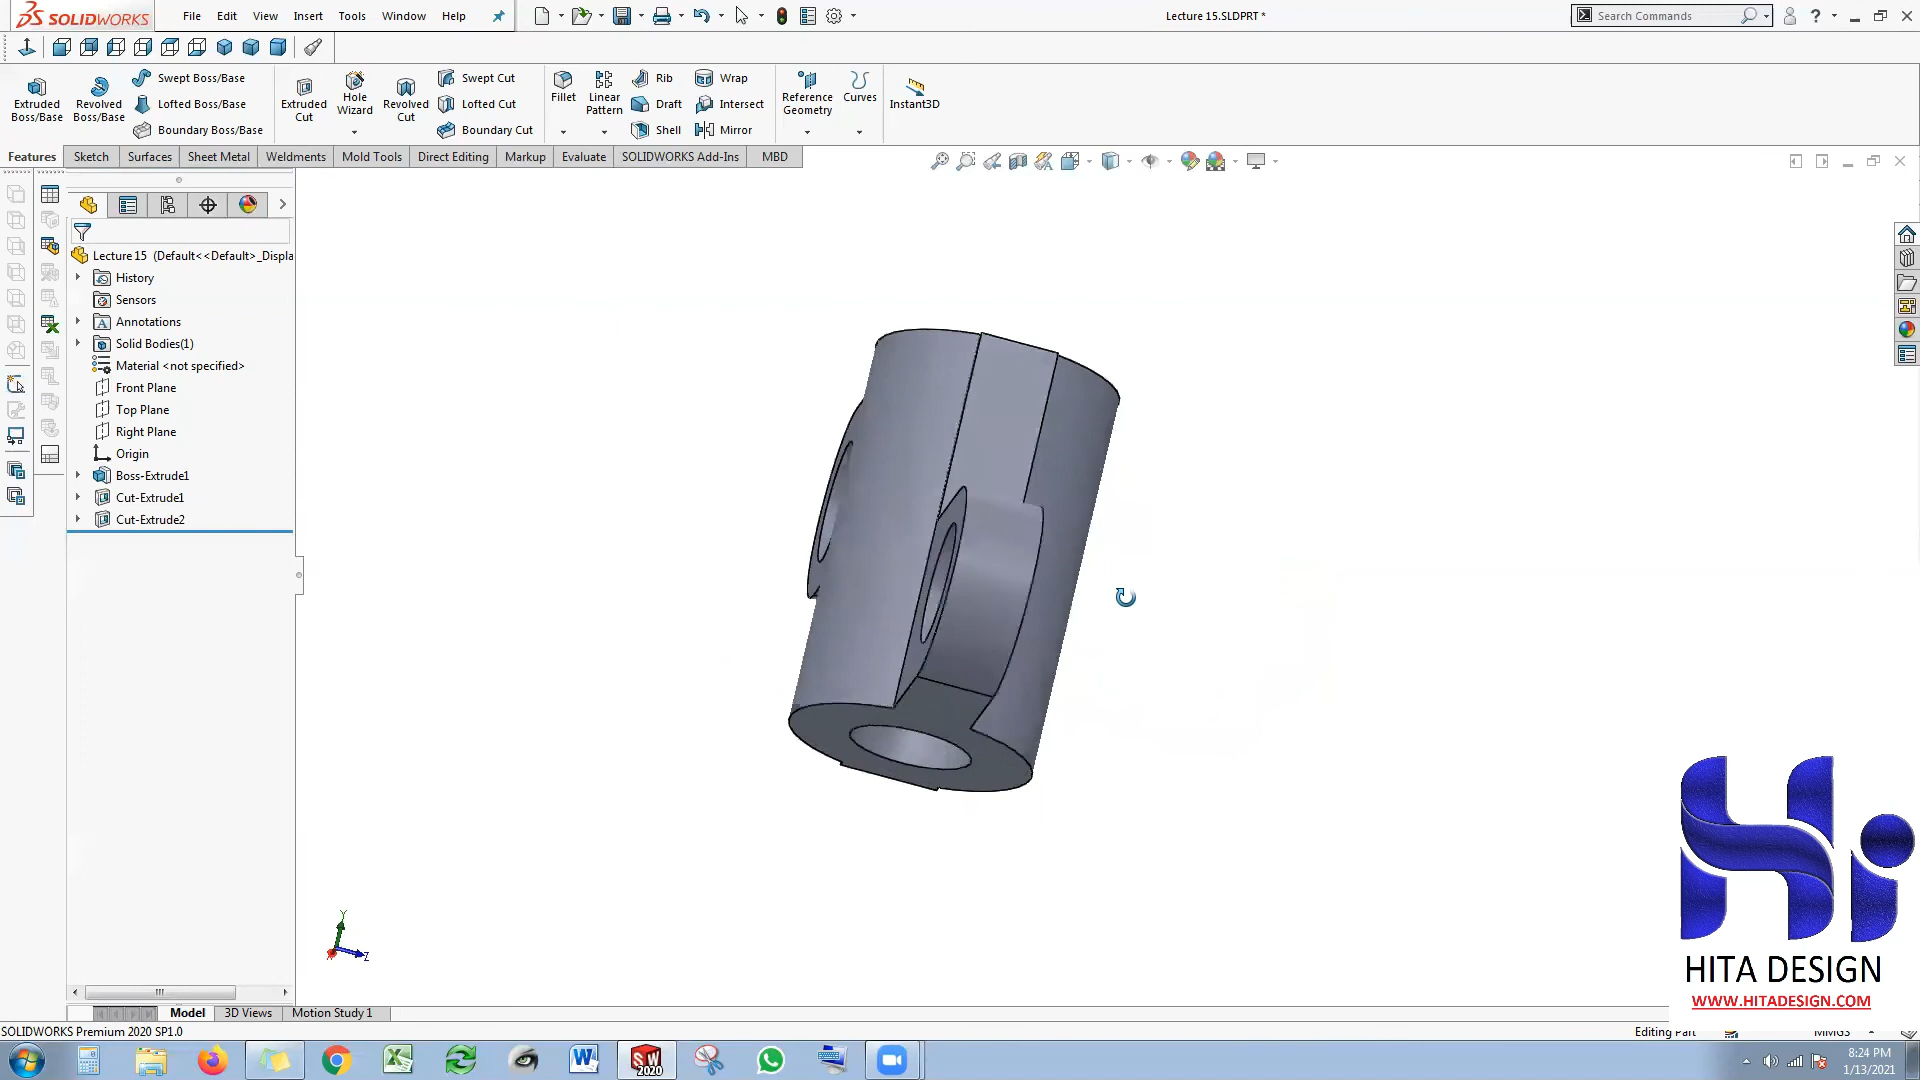 SOLIDWORKS File Edit View Insert Tools Window Help Lecture 15.SLDPRT * Search Commands
Extruded Boss/Base Revolved Boss/Base Swept Boss/Base Lofted Boss/Base Boundary Boss/Base Extruded Cut Hole Wizard Revolved Cut Swept Cut Lofted Cut Boundary Cut Fillet Linear Pattern Rib Draft Shell Wrap Intersect Mirror Reference Geometry Curves Instant3D
Features Sketch Surfaces Sheet Metal Weldments Mold Tools Direct Editing Markup Evaluate SOLIDWORKS Add-Ins MBD
Lecture 15 (Default<<Default>_Displa
History
Sensors
Annotations
Solid Bodies(1)
Material <not specified>
Front Plane
Top Plane
Right Plane
Origin
Boss-Extrude1
Cut-Extrude1
Cut-Extrude2
Y
Z
HITA DESIGN
WWW.HITADESIGN.COM
Model 3D Views Motion Study 1
SOLIDWORKS Premium 2020 SP1.0 Editing Part MMGS
8:24 PM
1/13/2021